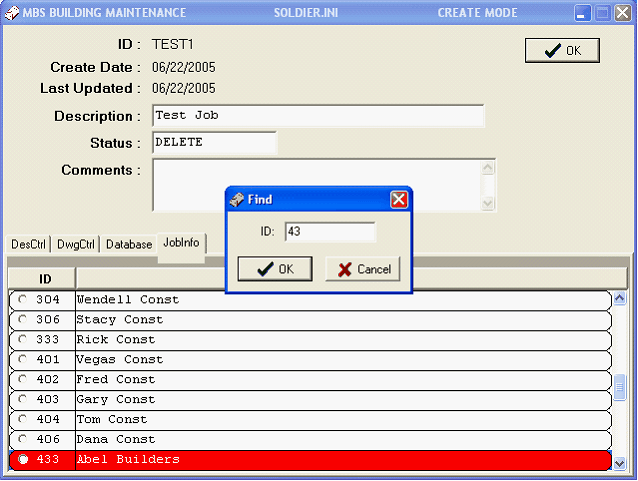 MBS BUILDING MAINTENANCE SOLDIER.INI CREATE MODE
ID : TEST1
OK
Create Date : 06/22/2005
Last Updated : 06/22/2005
Description : Test Job
Status : DELETE
Comments :
Find
ID: 43
OK Cancel
DesCtrl DwgCtrl Database JobInfo
ID
304 Wendell Const
306 Stacy Const
333 Rick Const
401 Vegas Const
402 Fred Const
403 Gary Const
404 Tom Const
406 Dana Const
433 Abel Builders